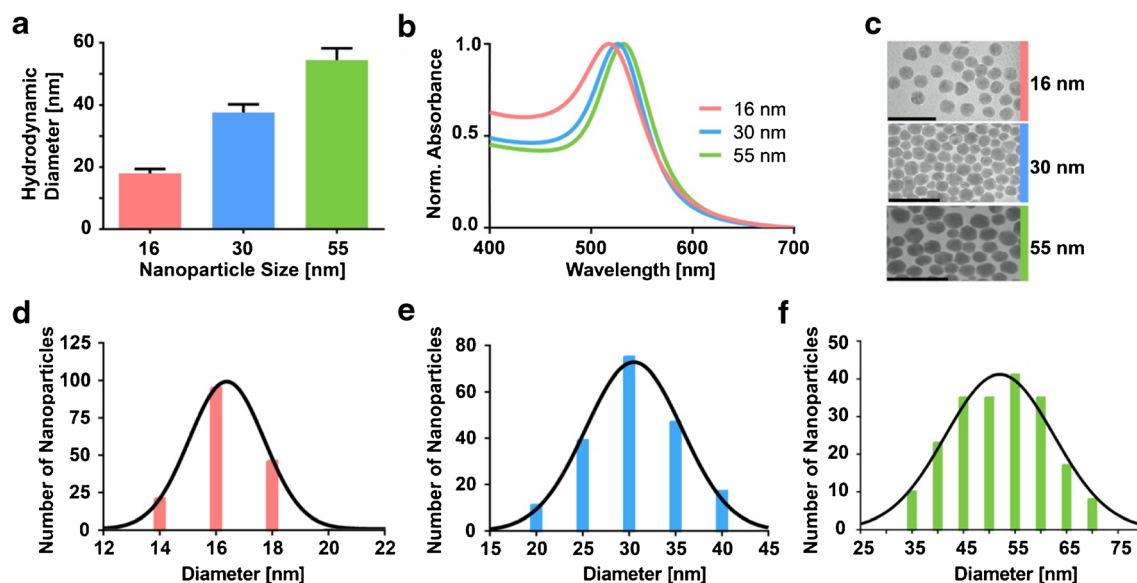 a
60
40
20
0
Hydrodynamic
Diameter [nm]
16
30
55
Nanoparticle Size [nm]
b
1.0
0.5
0.0
Norm. Absorbance
16 nm
30 nm
55 nm
400
500
600
700
Wavelength [nm]
c
16 nm
30 nm
55 nm
d
125
100
75
50
25
0
Number of Nanoparticles
12
14
16
18
20
22
Diameter [nm]
e
80
60
40
20
0
Number of Nanoparticles
15
20
25
30
35
40
45
Diameter [nm]
f
50
40
30
20
10
0
Number of Nanoparticles
25
35
45
55
65
75
Diameter [nm]